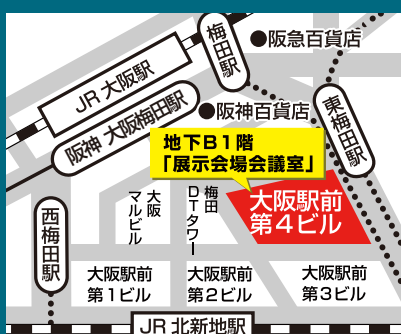 梅田駅
●阪急百貨店
JR 大阪駅
阪神 大阪梅田駅
●阪神百貨店
東梅田駅
地下B1階
「展示会場会議室」
大阪駅前
第4ビル
大阪
マルビル
梅田
DTタワー
西梅田駅
大阪駅前
第1ビル
大阪駅前
第2ビル
大阪駅前
第3ビル
JR 北新地駅